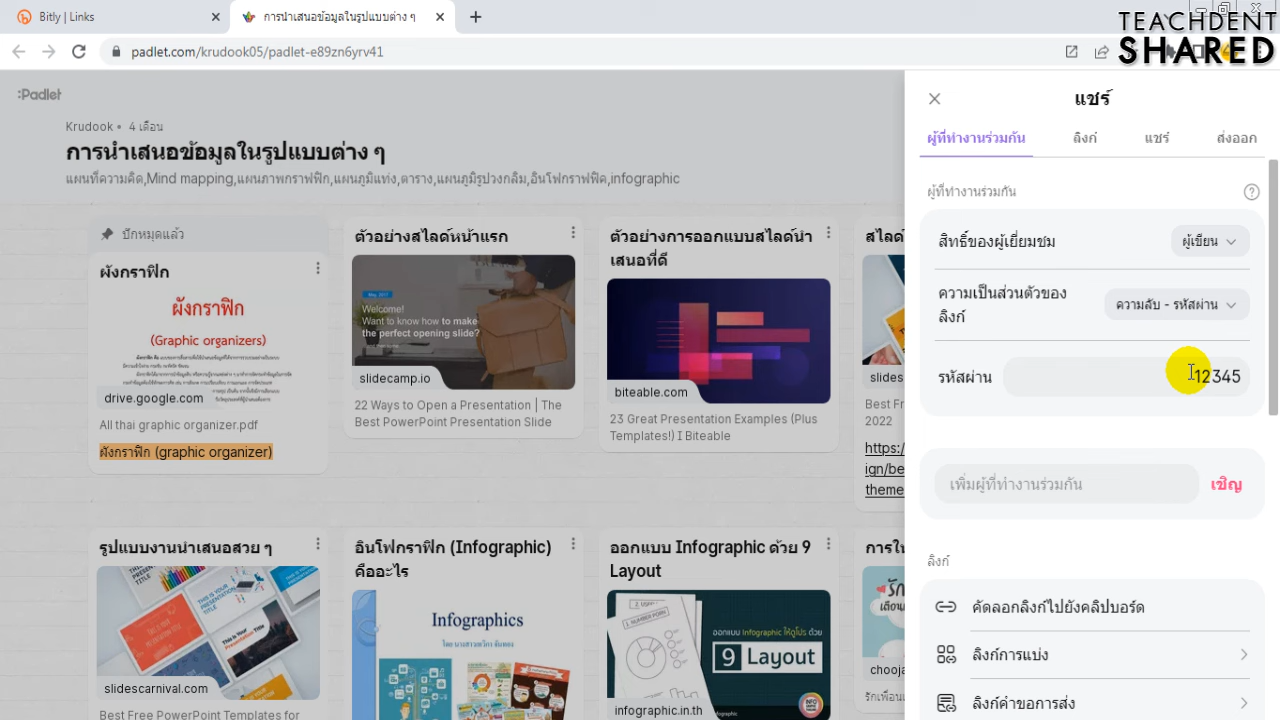 Bitly | Links
การนำเสนอข้อมูลในรูปแบบต่าง ๆ
TEACHDENT
SHARED
padlet.com/krudook05/padlet-e89zn6yrv41
:Padlet
Krudook • 4 เดือน
การนำเสนอข้อมูลในรูปแบบต่าง ๆ
แผนที่ความคิด,Mind mapping,แผนภาพกราฟฟิก,แผนภูมิแท่ง,ตาราง,แผนภูมิรูปวงกลม,อินโฟกราฟฟิค,infographic
ปักหมุดแล้ว
ผังกราฟิก
ผังกราฟิก
(Graphic organizers)
drive.google.com
All thai graphic organizer.pdf
ผังกราฟิก (graphic organizer)
ตัวอย่างสไลด์หน้าแรก
Welcome!
Want to know how to make
the perfect opening slide?
slidecamp.io
22 Ways to Open a Presentation | The
Best PowerPoint Presentation Slide
ตัวอย่างการออกแบบสไลด์นำ
เสนอที่ดี
biteable.com
23 Great Presentation Examples (Plus
Templates!) I Biteable
สไลด์
slides
Best F
2022
https:/
ign/be
theme
รูปแบบงานนำเสนอสวย ๆ
slidescarnival.com
Best Free PowerPoint Templates for
อินโฟกราฟิก (Infographic)
คืออะไร
Infographics
ออกแบบ Infographic ด้วย 9
Layout
ออกแบบ Infographic ให้ดูโปร ด้วย
9 Layout
infographic.in.th
การใ
chooja
แชร์
ผู้ที่ทำงานร่วมกัน
ลิงก์
แชร์
ส่งออก
ผู้ที่ทำงานร่วมกัน
สิทธิ์ของผู้เยี่ยมชม
ผู้เขียน
ความเป็นส่วนตัวของ
ลิงก์
ความลับ - รหัสผ่าน
รหัสผ่าน
12345
เพิ่มผู้ที่ทำงานร่วมกัน
เชิญ
ลิงก์
คัดลอกลิงก์ไปยังคลิปบอร์ด
ลิงก์การแบ่ง
ลิงก์คำขอการส่ง